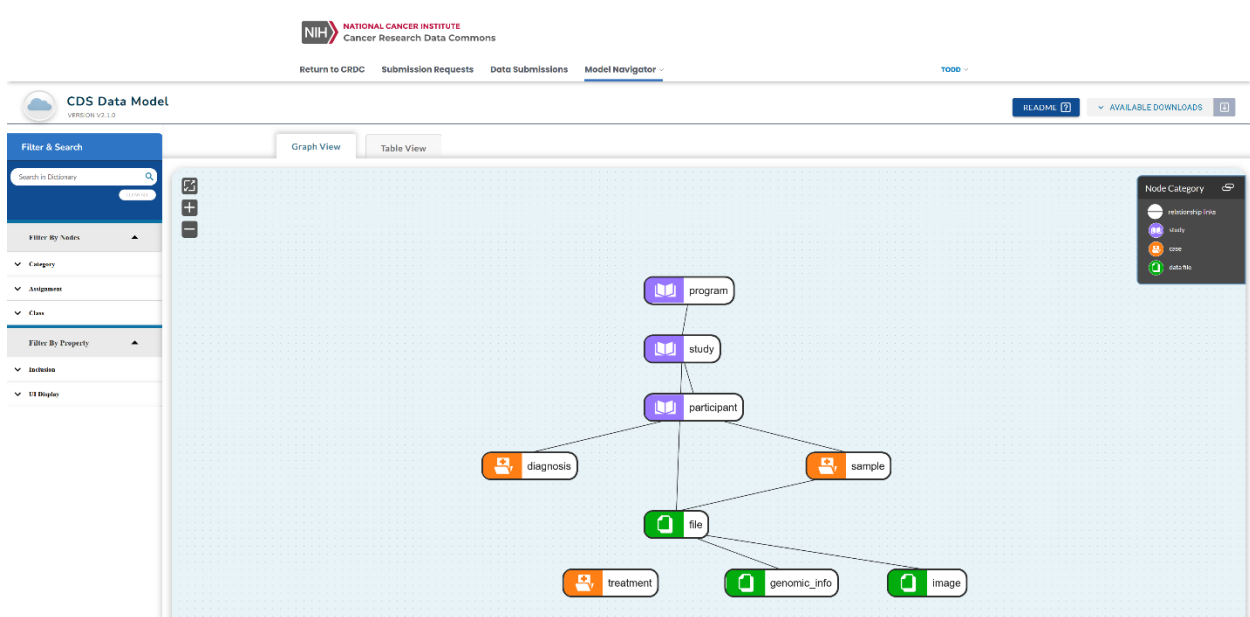 NIH
NATIONAL CANCER INSTITUTE
Cancer Research Data Commons
Return to CRDC Submission Requests Data Submissions Model Navigator TODD
CDS Data Model
VERSION V2.1.0
README ? AVAILABLE DOWNLOADS
Filter & Search
Graph View Table View
Search in Dictionary
Filter By Nodes
Category
Assignment
Class
Filter By Property
Inclusion
UI Display
Node Category
relationship links
study
case
data file
program
study
participant
diagnosis sample
file
treatment genomic_info image